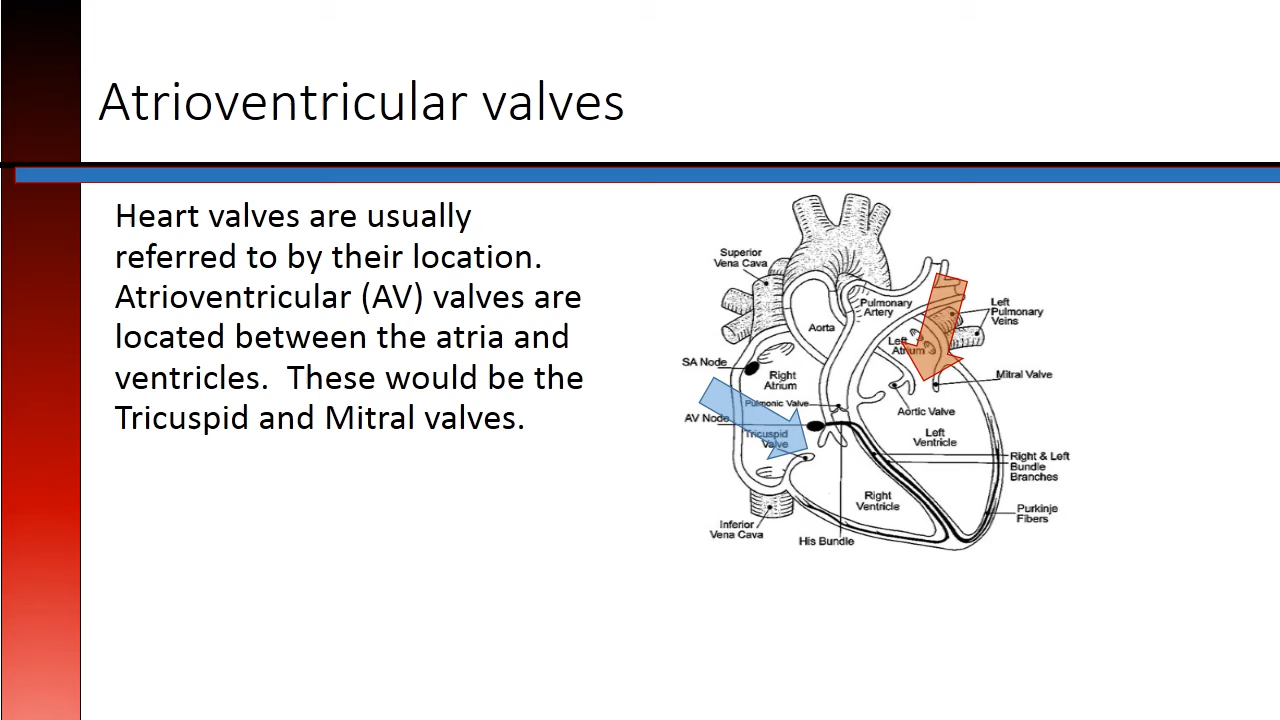 Atrioventricular valves
Heart valves are usually
referred to by their location.
Atrioventricular (AV) valves are
located between the atria and
ventricles.  These would be the
Tricuspid and Mitral valves.
Superior
Vena Cava
Aorta
Pulmonary
Artery
Left
Pulmonary
Veins
Left
Atrium
SA Node
Right
Atrium
Mitral Valve
Pulmonic Valve
Aortic Valve
AV Node
Tricuspid
Valve
Left
Ventricle
Right & Left
Bundle
Branches
Right
Ventricle
Purkinje
Fibers
Inferior
Vena Cava
His Bundle